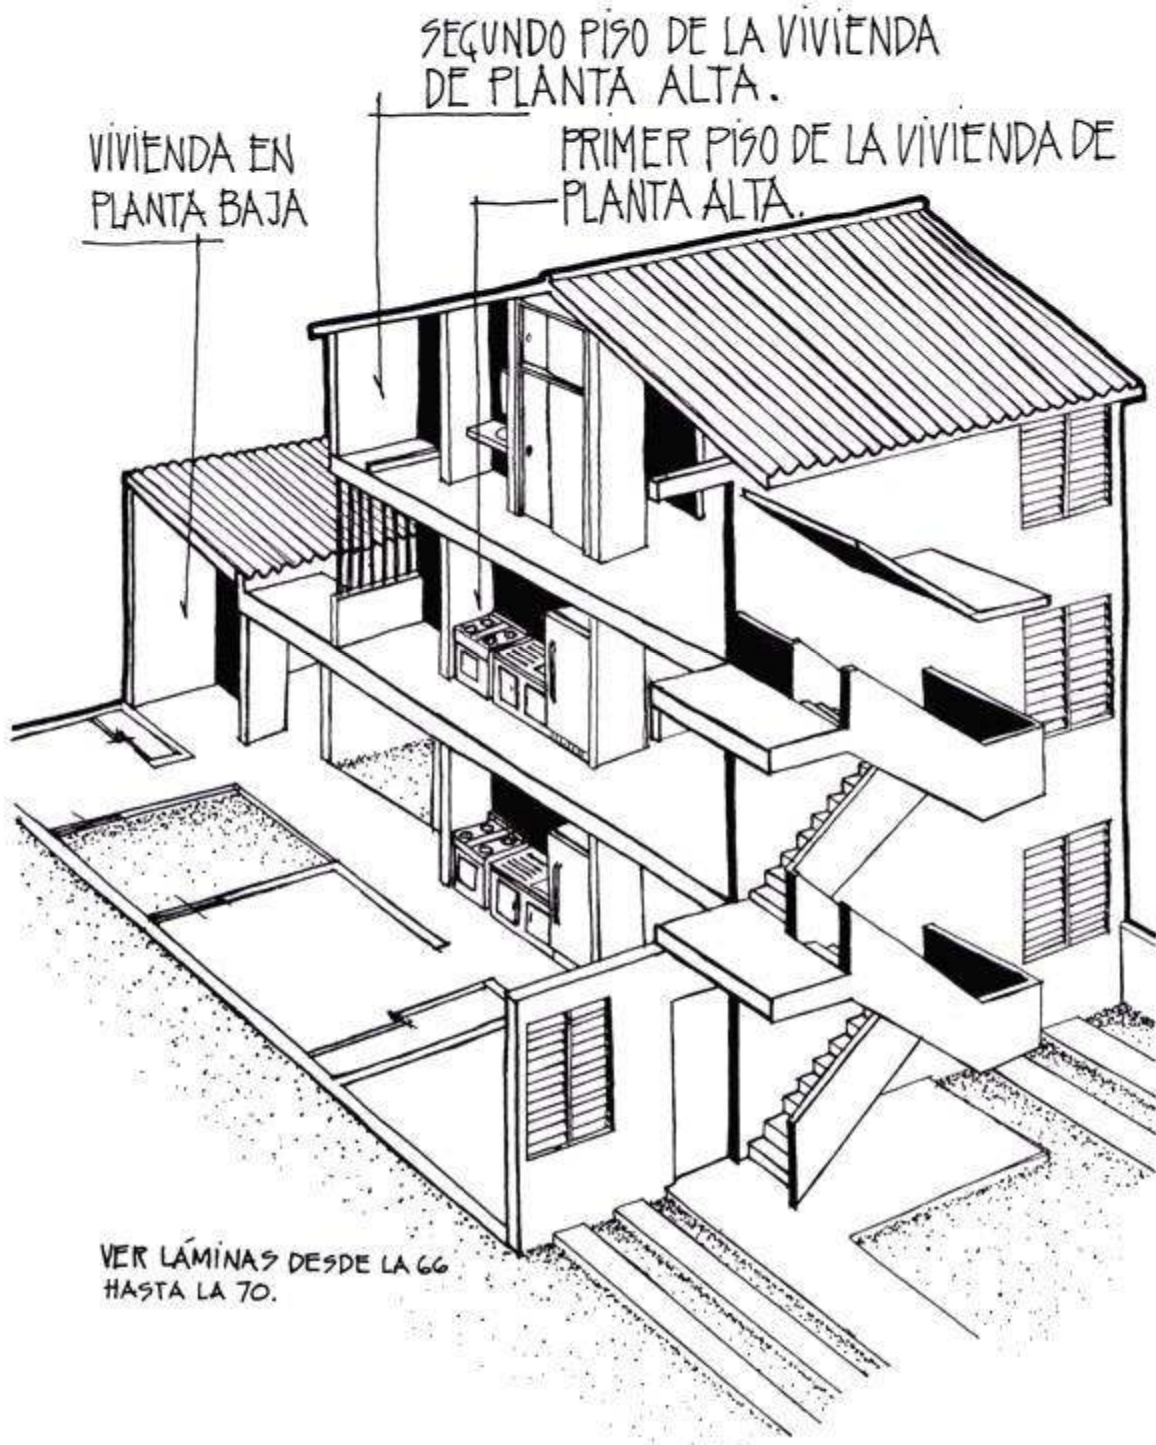 SEGUNDO PISO DE LA VIVIENDA
DE PLANTA ALTA.
PRIMER PISO DE LA VIVIENDA DE
PLANTA ALTA.
VIVIENDA EN
PLANTA BAJA
VER LÁMINAS DESDE LA 66
HASTA LA 70.